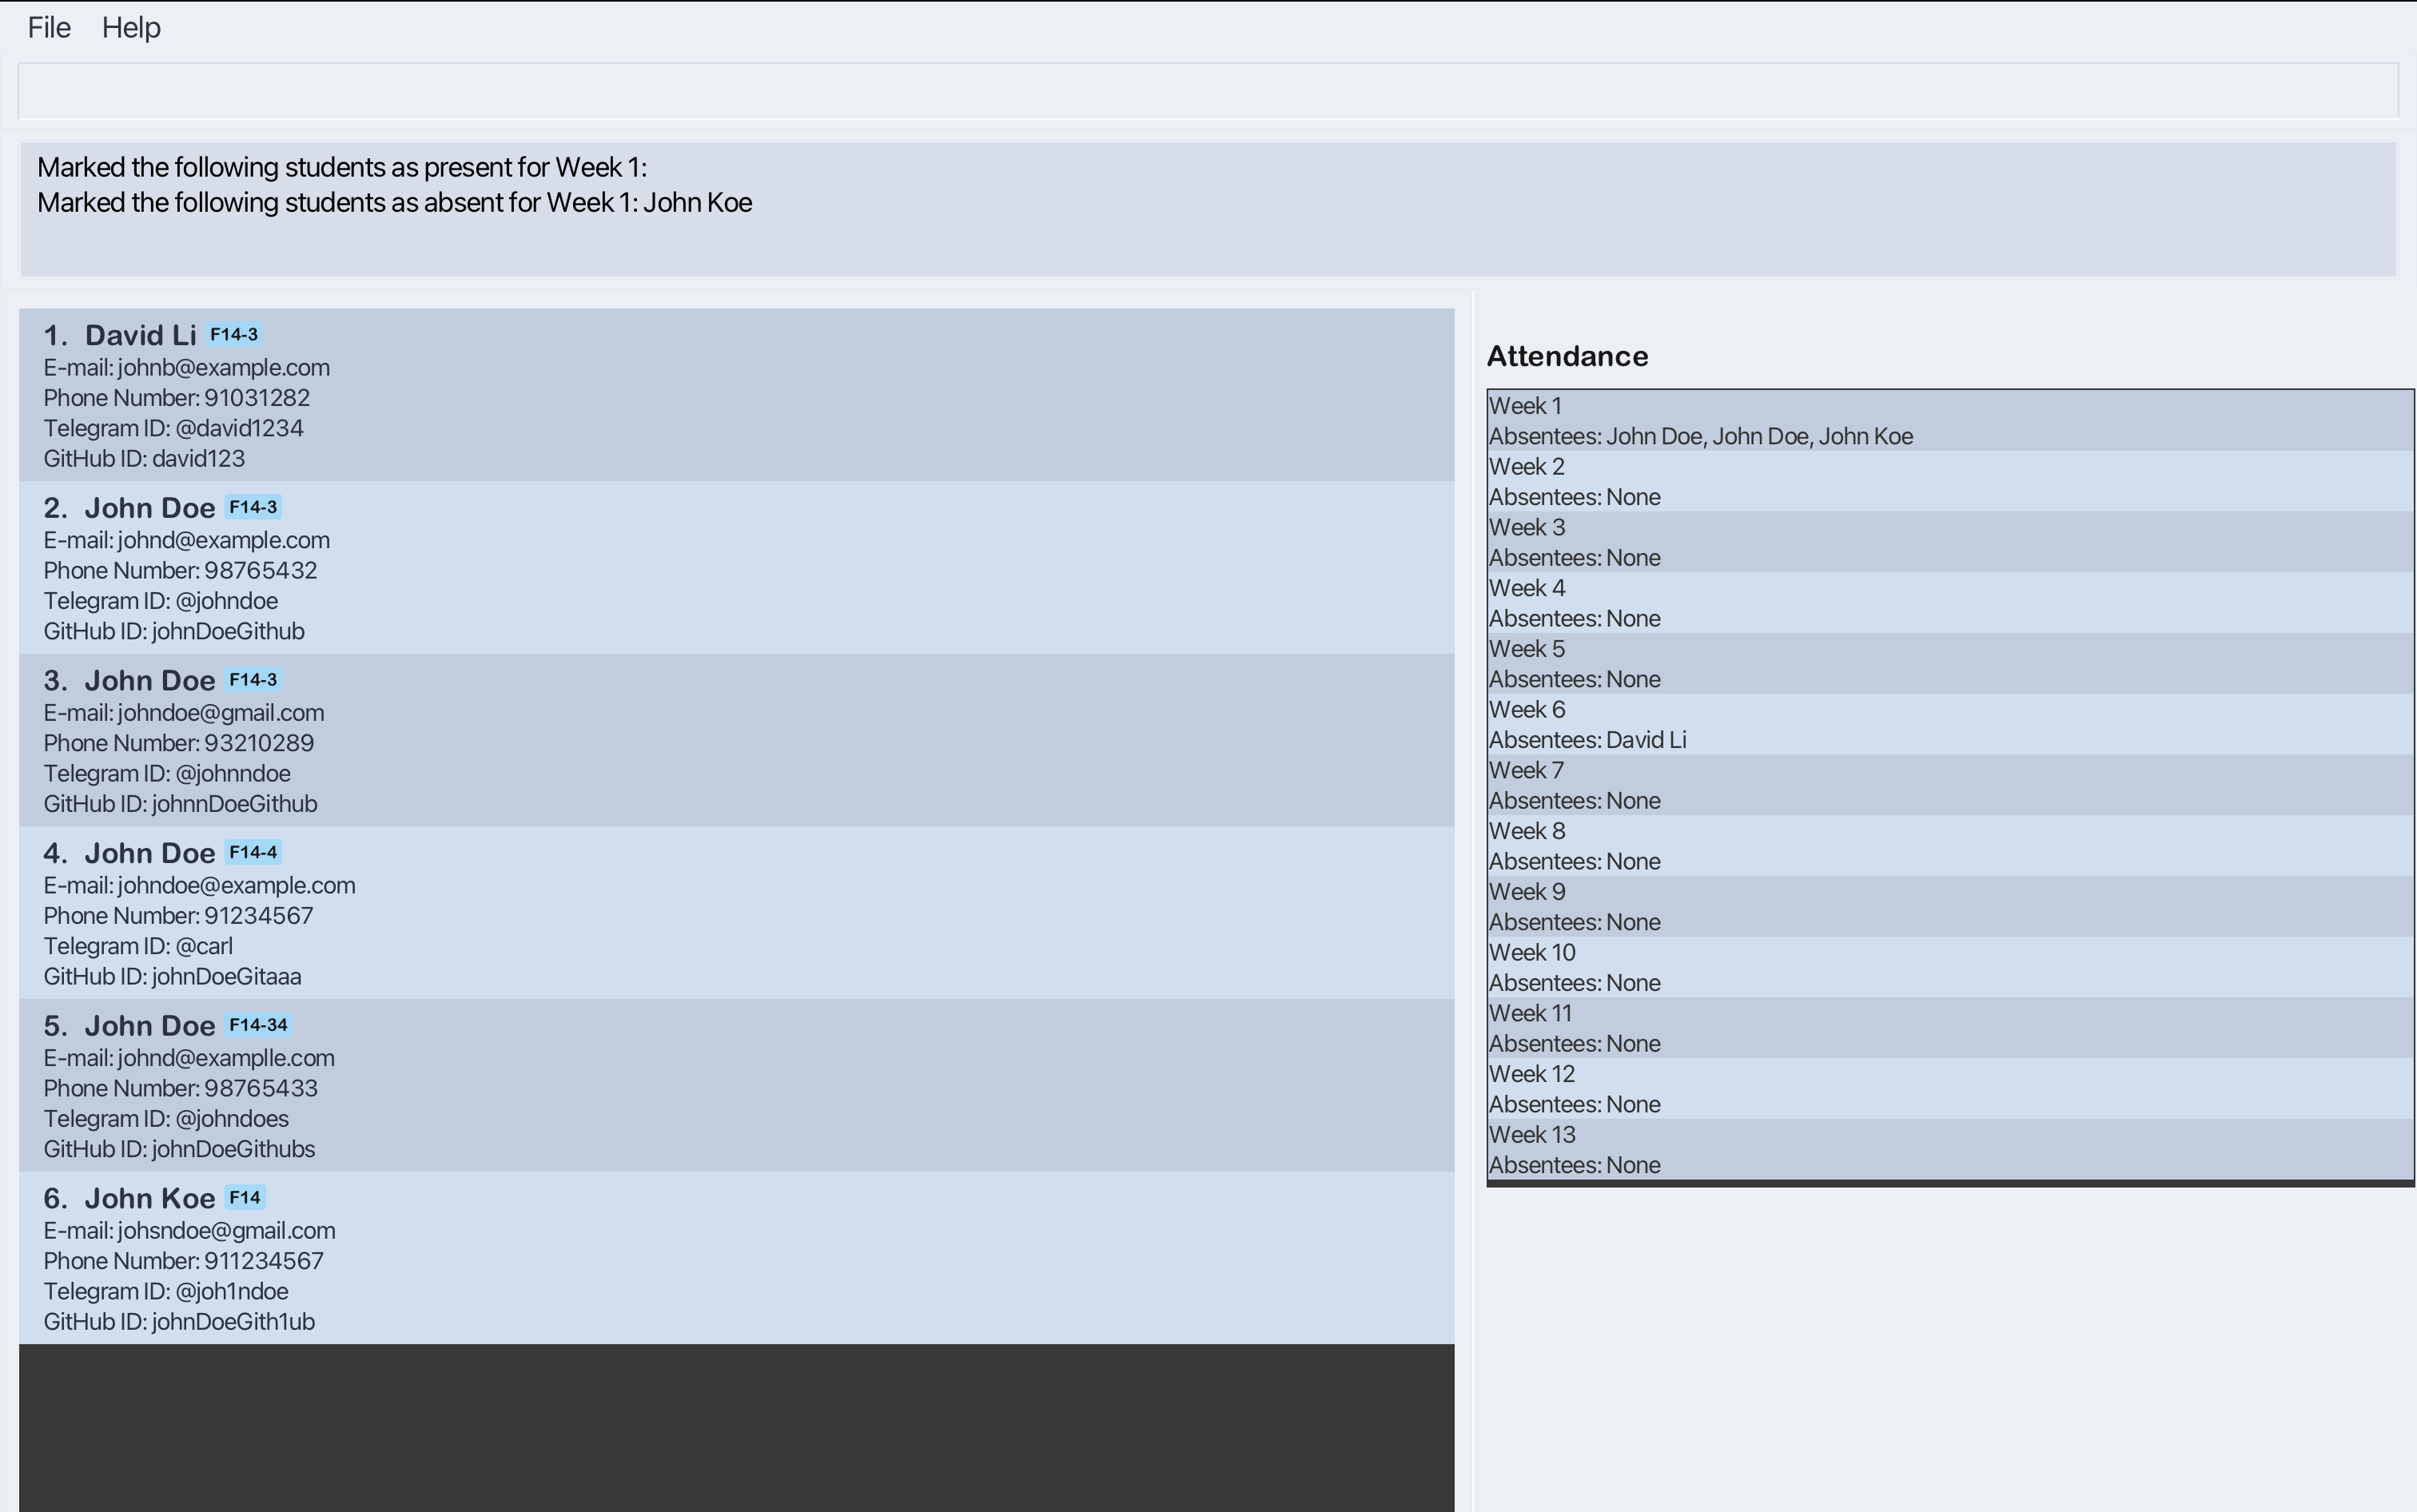 File Help
Marked the following students as present for Week 1:
Marked the following students as absent for Week 1: John Koe
1. David Li F14-3
E-mail: johnb@example.com
Phone Number: 91031282
Telegram ID: @david1234
GitHub ID: david123
2. John Doe F14-3
E-mail: johnd@example.com
Phone Number: 98765432
Telegram ID: @johndoe
GitHub ID: johnDoeGithub
3. John Doe F14-3
E-mail: johndoe@gmail.com
Phone Number: 93210289
Telegram ID: @johnndoe
GitHub ID: johnnDoeGithub
4. John Doe F14-4
E-mail: johndoe@example.com
Phone Number: 91234567
Telegram ID: @carl
GitHub ID: johnDoeGitaaa
5. John Doe F14-34
E-mail: johnd@examplle.com
Phone Number: 98765433
Telegram ID: @johndoes
GitHub ID: johnDoeGithubs
6. John Koe F14
E-mail: johsndoe@gmail.com
Phone Number: 911234567
Telegram ID: @joh1ndoe
GitHub ID: johnDoeGith1ub
Attendance
Week 1
Absentees: John Doe, John Doe, John Koe
Week 2
Absentees: None
Week 3
Absentees: None
Week 4
Absentees: None
Week 5
Absentees: None
Week 6
Absentees: David Li
Week 7
Absentees: None
Week 8
Absentees: None
Week 9
Absentees: None
Week 10
Absentees: None
Week 11
Absentees: None
Week 12
Absentees: None
Week 13
Absentees: None